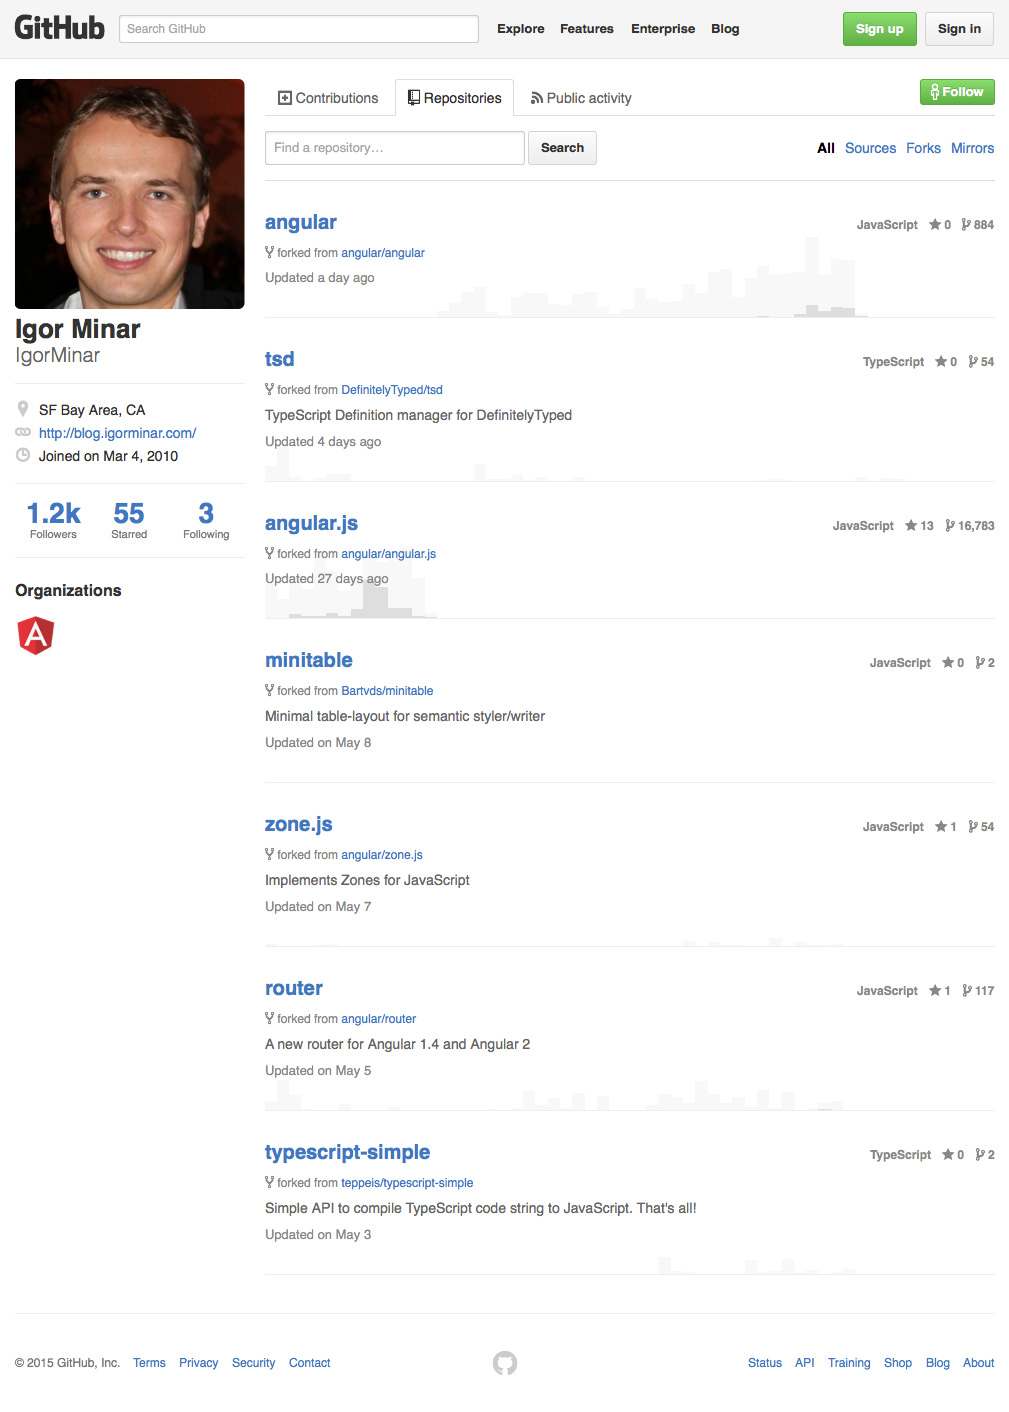 GitHub Search GitHub Explore Features Enterprise Blog Sign up Sign in
Contributions Repositories Public activity Follow
Find a repository... Search All Sources Forks Mirrors
Igor Minar
IgorMinar
SF Bay Area, CA
http://blog.igorminar.com/
Joined on Mar 4, 2010
1.2k 55 3
Followers Starred Following
Organizations
A
angular JavaScript 0 884
forked from angular/angular
Updated a day ago
tsd TypeScript 0 54
forked from DefinitelyTyped/tsd
TypeScript Definition manager for DefinitelyTyped
Updated 4 days ago
angular.js JavaScript 13 16,783
forked from angular/angular.js
Updated 27 days ago
minitable JavaScript 0 2
forked from Bartvds/minitable
Minimal table-layout for semantic styler/writer
Updated on May 8
zone.js JavaScript 1 54
forked from angular/zone.js
Implements Zones for JavaScript
Updated on May 7
router JavaScript 1 117
forked from angular/router
A new router for Angular 1.4 and Angular 2
Updated on May 5
typescript-simple TypeScript 0 2
forked from teppeis/typescript-simple
Simple API to compile TypeScript code string to JavaScript. That's all!
Updated on May 3
© 2015 GitHub, Inc. Terms Privacy Security Contact Status API Training Shop Blog About